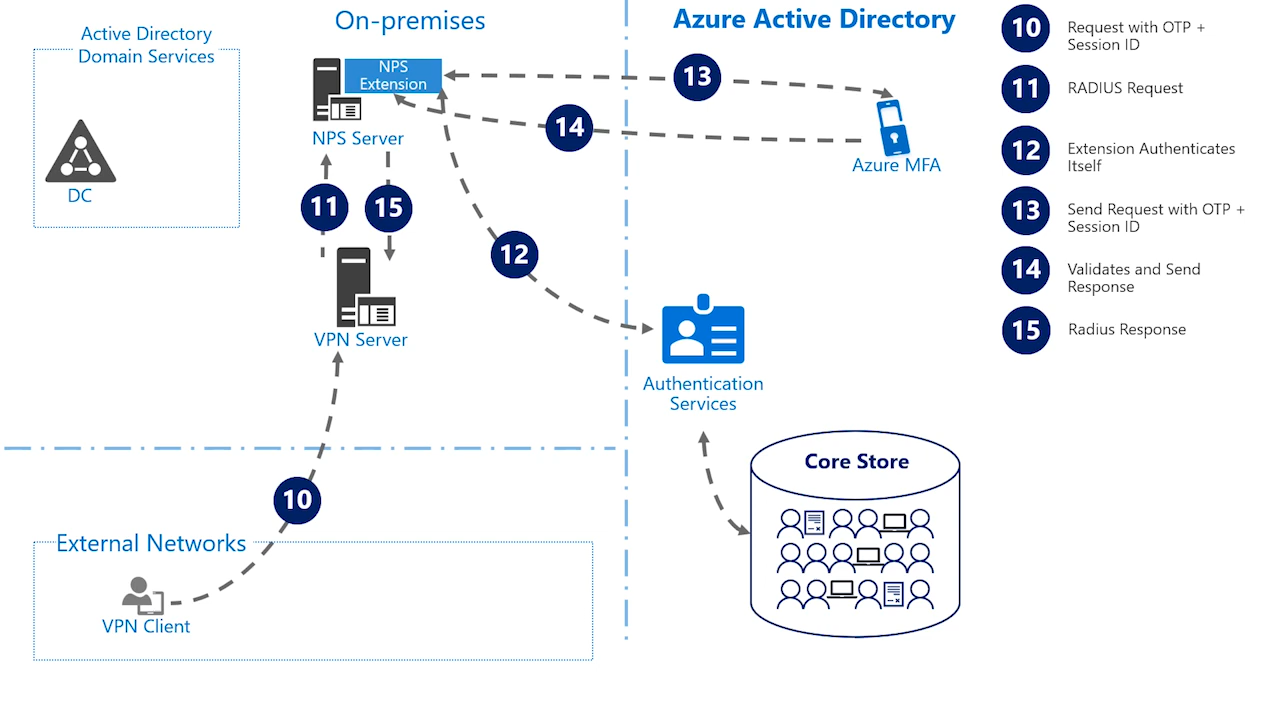 On-premises
Azure Active Directory
Active Directory
Domain Services
DC
NPS
Extension
NPS Server
13
14
Azure MFA
11
15
12
VPN Server
Authentication
Services
Core Store
10
External Networks
VPN Client
10 Request with OTP +
Session ID
11 RADIUS Request
12 Extension Authenticates
Itself
13 Send Request with OTP +
Session ID
14 Validates and Send
Response
15 Radius Response